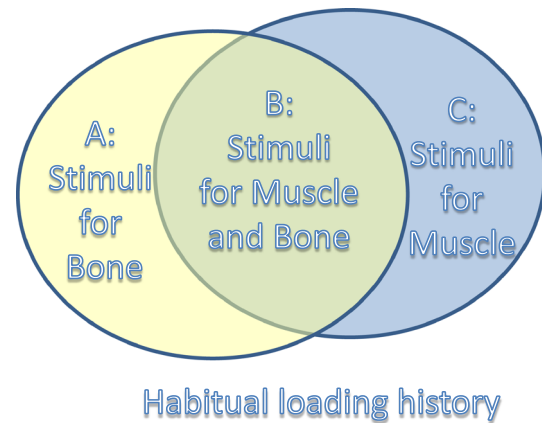 A:
Stimuli
for
Bone
B:
Stimuli
for Muscle
and Bone
C:
Stimuli
for
Muscle
Habitual loading history